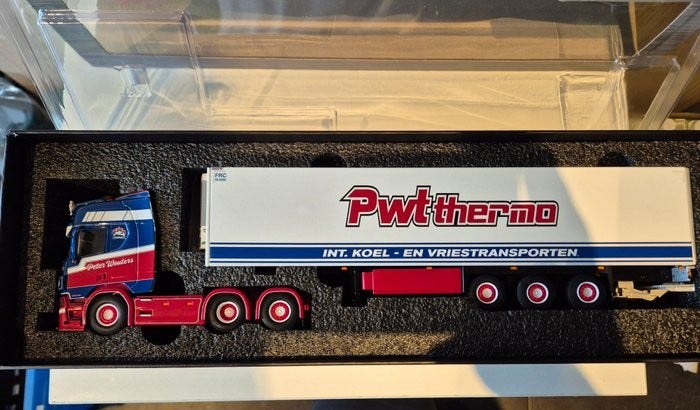 FRC
Pwt thermo
INT. KOEL - EN VRIESTRANSPORTEN
Peter Wouters